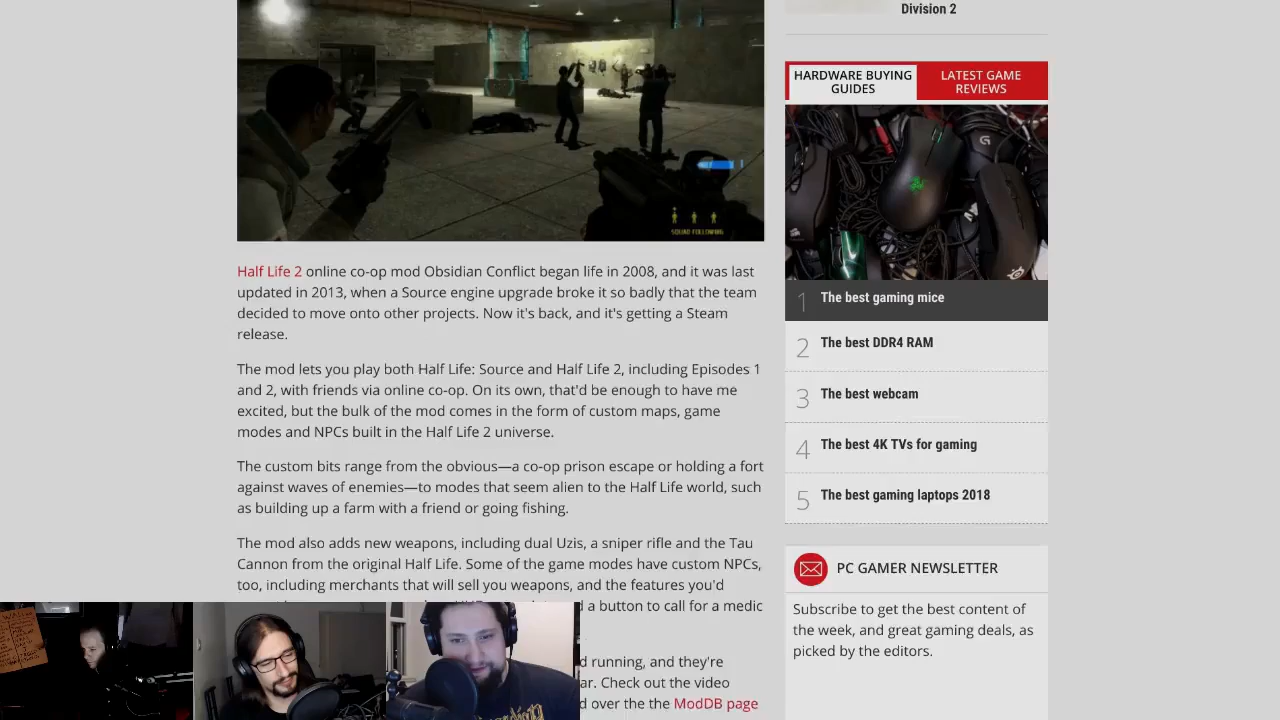 Division 2
HARDWARE BUYING
GUIDES
LATEST GAME
REVIEWS
SQUAD FOLLOWING
Half Life 2 online co-op mod Obsidian Conflict began life in 2008, and it was last
updated in 2013, when a Source engine upgrade broke it so badly that the team
decided to move onto other projects. Now it's back, and it's getting a Steam
release.
The mod lets you play both Half Life: Source and Half Life 2, including Episodes 1
and 2, with friends via online co-op. On its own, that'd be enough to have me
excited, but the bulk of the mod comes in the form of custom maps, game
modes and NPCs built in the Half Life 2 universe.
The custom bits range from the obvious—a co-op prison escape or holding a fort
against waves of enemies—to modes that seem alien to the Half Life world, such
as building up a farm with a friend or going fishing.
The mod also adds new weapons, including dual Uzis, a sniper rifle and the Tau
Cannon from the original Half Life. Some of the game modes have custom NPCs,
too, including merchants that will sell you weapons, and the features you'd
d a button to call for a medic
d running, and they're
ar. Check out the video
d over the the ModDB page
1 The best gaming mice
2 The best DDR4 RAM
3 The best webcam
4 The best 4K TVs for gaming
5 The best gaming laptops 2018
PC GAMER NEWSLETTER
Subscribe to get the best content of
the week, and great gaming deals, as
picked by the editors.